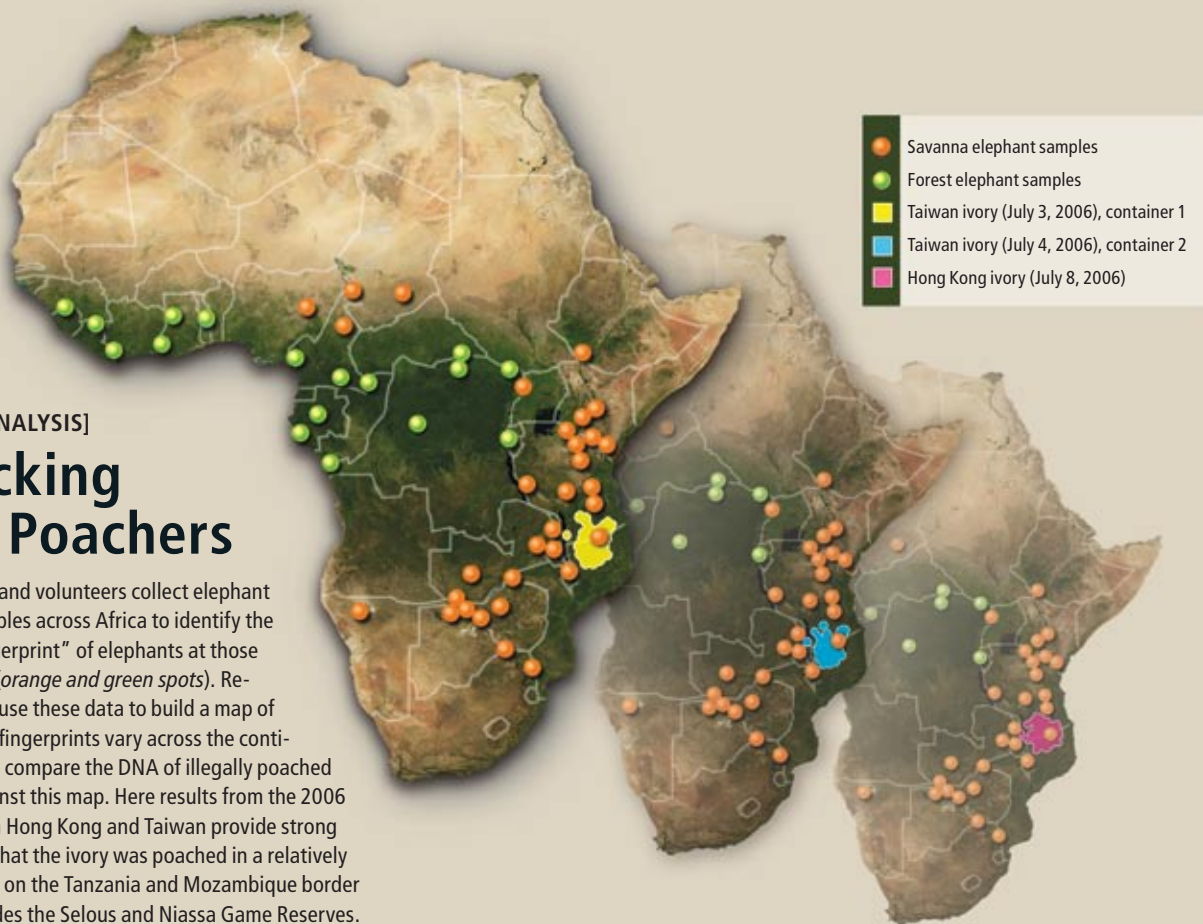 NALYSIS]
cking
Poachers
and volunteers collect elephant
ples across Africa to identify the
erprint” of elephants at those
orange and green spots). Re-
use these data to build a map of
fingerprints vary across the conti-
compare the DNA of illegally poached
nst this map. Here results from the 2006
Hong Kong and Taiwan provide strong
hat the ivory was poached in a relatively
on the Tanzania and Mozambique border
des the Selous and Niassa Game Reserves.
Savanna elephant samples
Forest elephant samples
Taiwan ivory (July 3, 2006), container 1
Taiwan ivory (July 4, 2006), container 2
Hong Kong ivory (July 8, 2006)